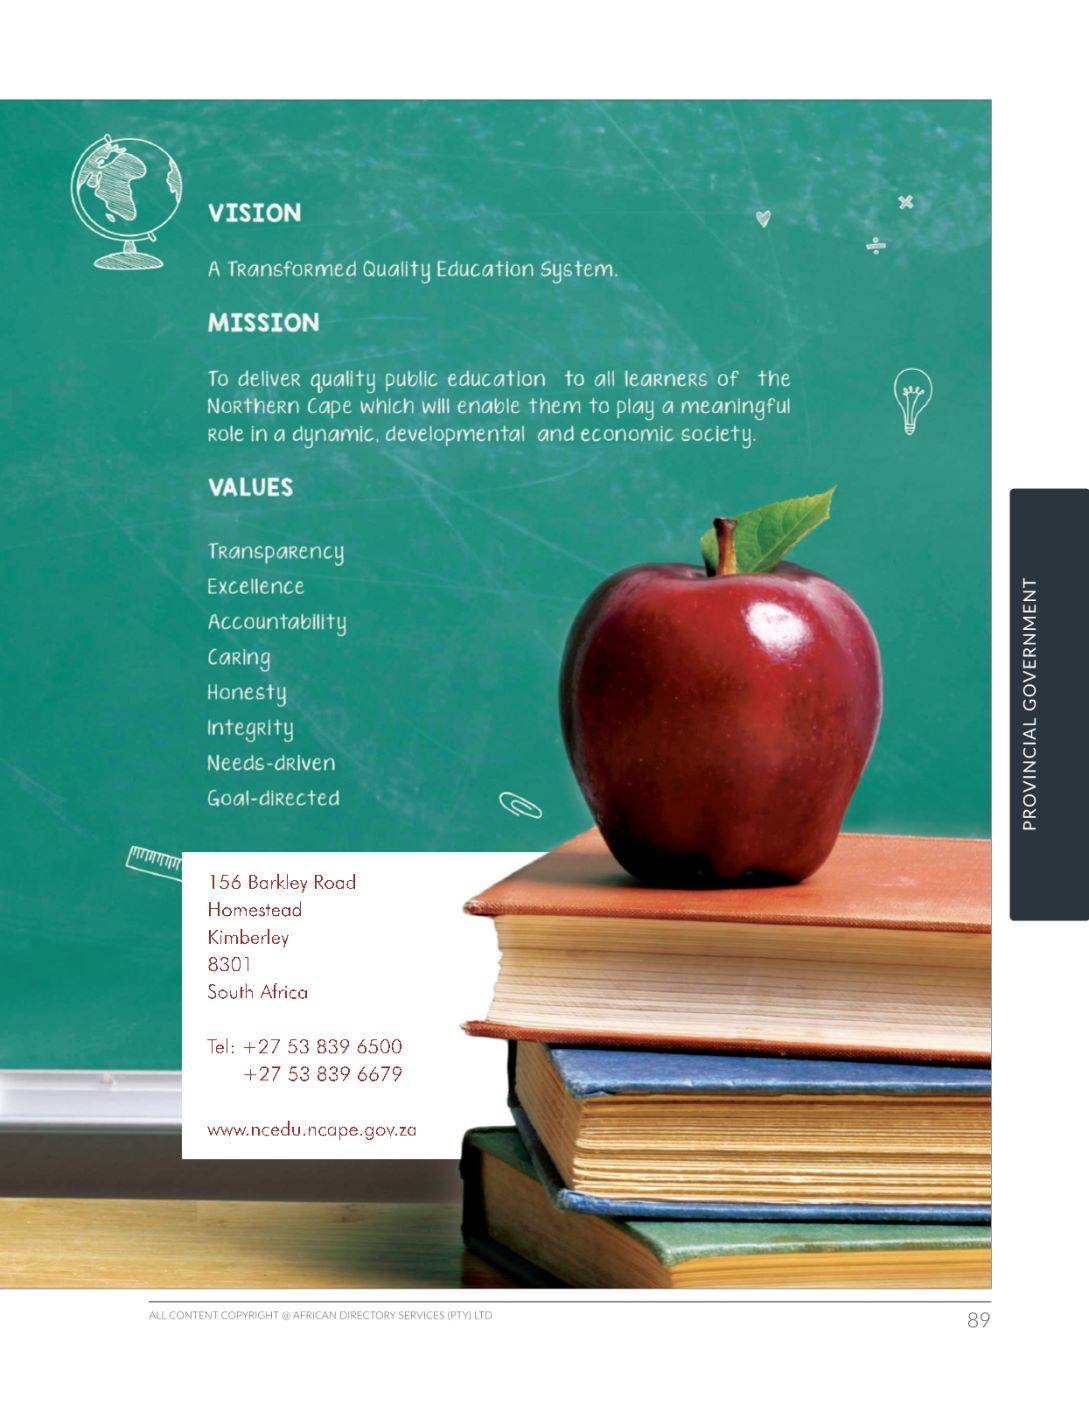 VISION
A Transformed Quality Education System.
MISSION
To deliver quality public education to all learners of the
Northern Cape which will enable them to play a meaningful
role in a dynamic, developmental and economic society.
VALUES
Transparency
Excellence
Accountability
Caring
Honesty
Integrity
Needs-driven
Goal-directed
156 Barkley Road
Homestead
Kimberley
8301
South Africa
Tel: +27 53 839 6500
+27 53 839 6679
www.ncedu.ncape.gov.za
PROVINCIAL GOVERNMENT
ALL CONTENT COPYRIGHT @ AFRICAN DIRECTORY SERVICES (PTY) LTD
89